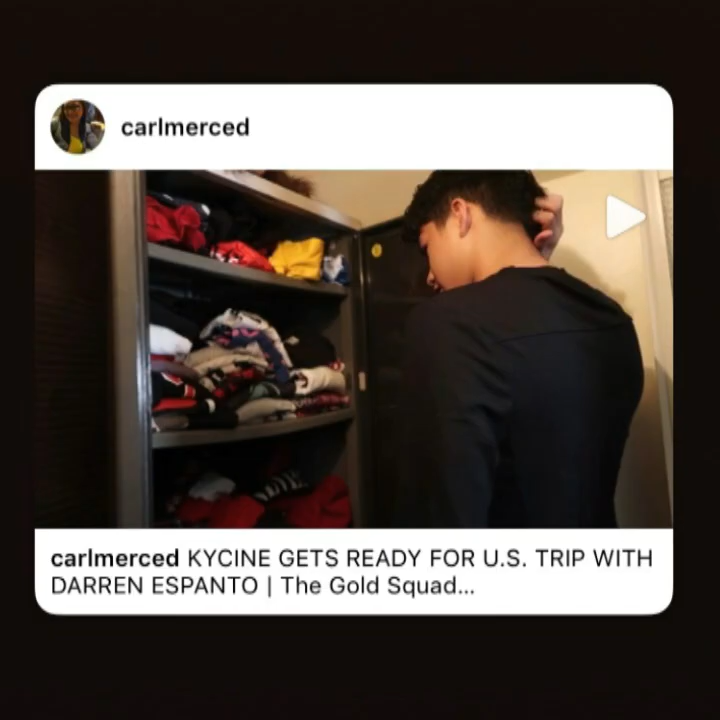 carlmerced
carlmerced KYCINE GETS READY FOR U.S. TRIP WITH
DARREN ESPANTO | The Gold Squad...